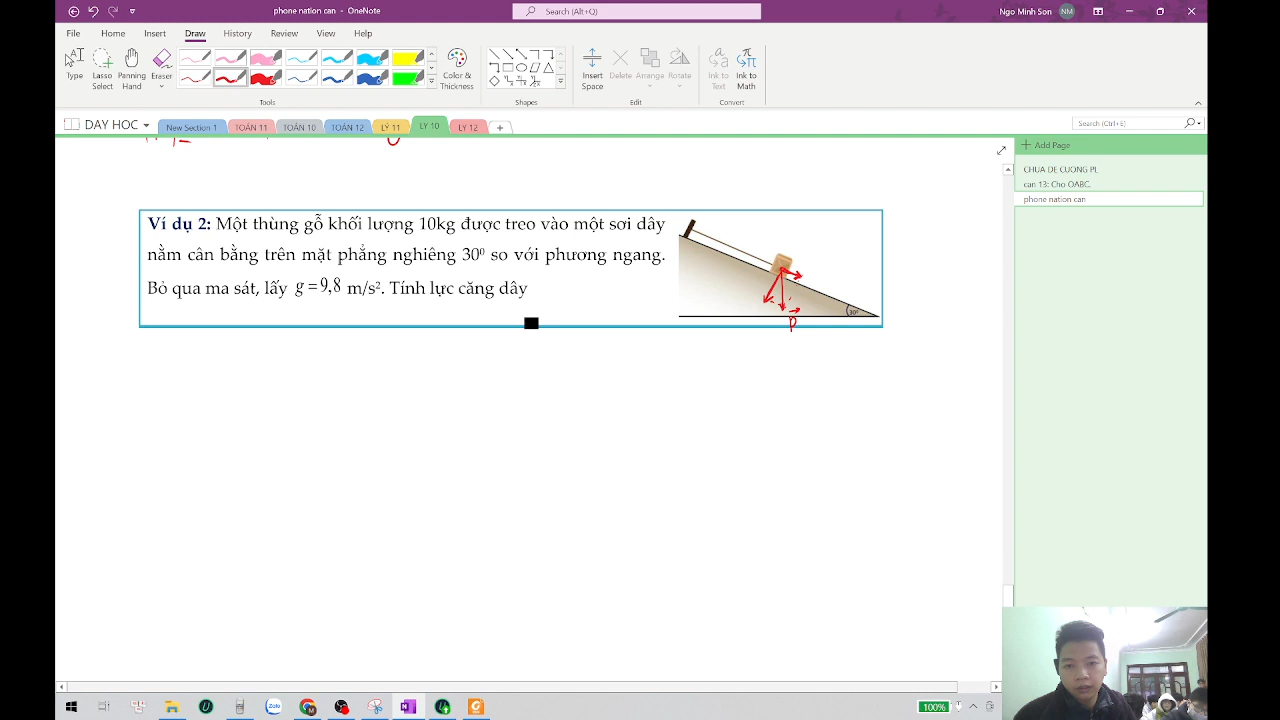 phone nation can - OneNote
Search (Alt+Q)
Ngo Minh Son
NM
File Home Insert Draw History Review View Help
Type
Lasso Select
Panning Hand
Eraser
Color & Thickness
Insert Space
Delete
Arrange
Rotate
Ink to Text
Ink to Math
Tools
Shapes
Edit
Convert
DAY HOC
New Section 1
TOÁN 11
TOÁN 10
TOÁN 12
LÝ 11
LÝ 10
LÝ 12
Search (Ctrl+E)
Add Page
CHUA DE CUONG PL
can 13: Cho OABC.
phone nation can
Ví dụ 2: Một thùng gỗ khối lượng 10kg được treo vào một sơi dây
nằm cân bằng trên mặt phẳng nghiêng 30⁰ so với phương ngang.
Bỏ qua ma sát, lấy g = 9,8 m/s². Tính lực căng dây
30⁰
P
Zalo
100%